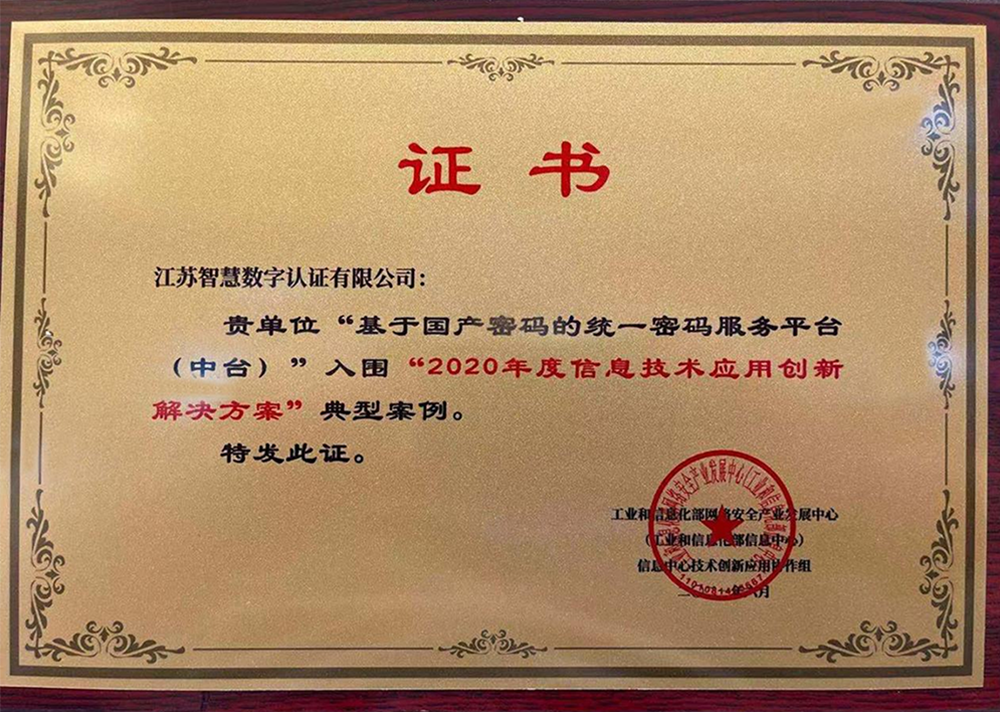 证书
江苏智慧数字认证有限公司：
贵单位“基于国产密码的统一密码服务平台
（中台）”入围“2020年度信息技术应用创新
解决方案”典型案例。
特发此证。
工业和信息化部网络安全产业发展中心
（工业和信息化部信息中心）
信息中心技术创新应用协作组